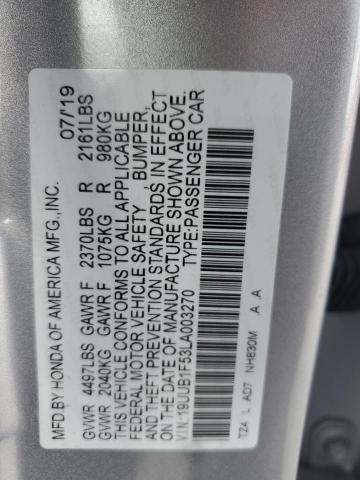 MFD BY HONDA OF AMERICA MFG.,INC. 07/19
GVWR 4497LBS GAWR F 2370LBS R 2161LBS
GVWR 2040KG GAWR F 1075KG R 980KG
THIS VEHICLE CONFORMS TO ALL APPLICABLE
FEDERAL MOTOR VEHICLE SAFETY , BUMPER,
AND THEFT PREVENTION STANDARDS IN EFFECT
ON THE DATE OF MANUFACTURE SHOWN ABOVE.
V.I.N.:19UUB1F53LA003270 TYPE:PASSENGER CAR
TZ4 L AD7 NH830M A A